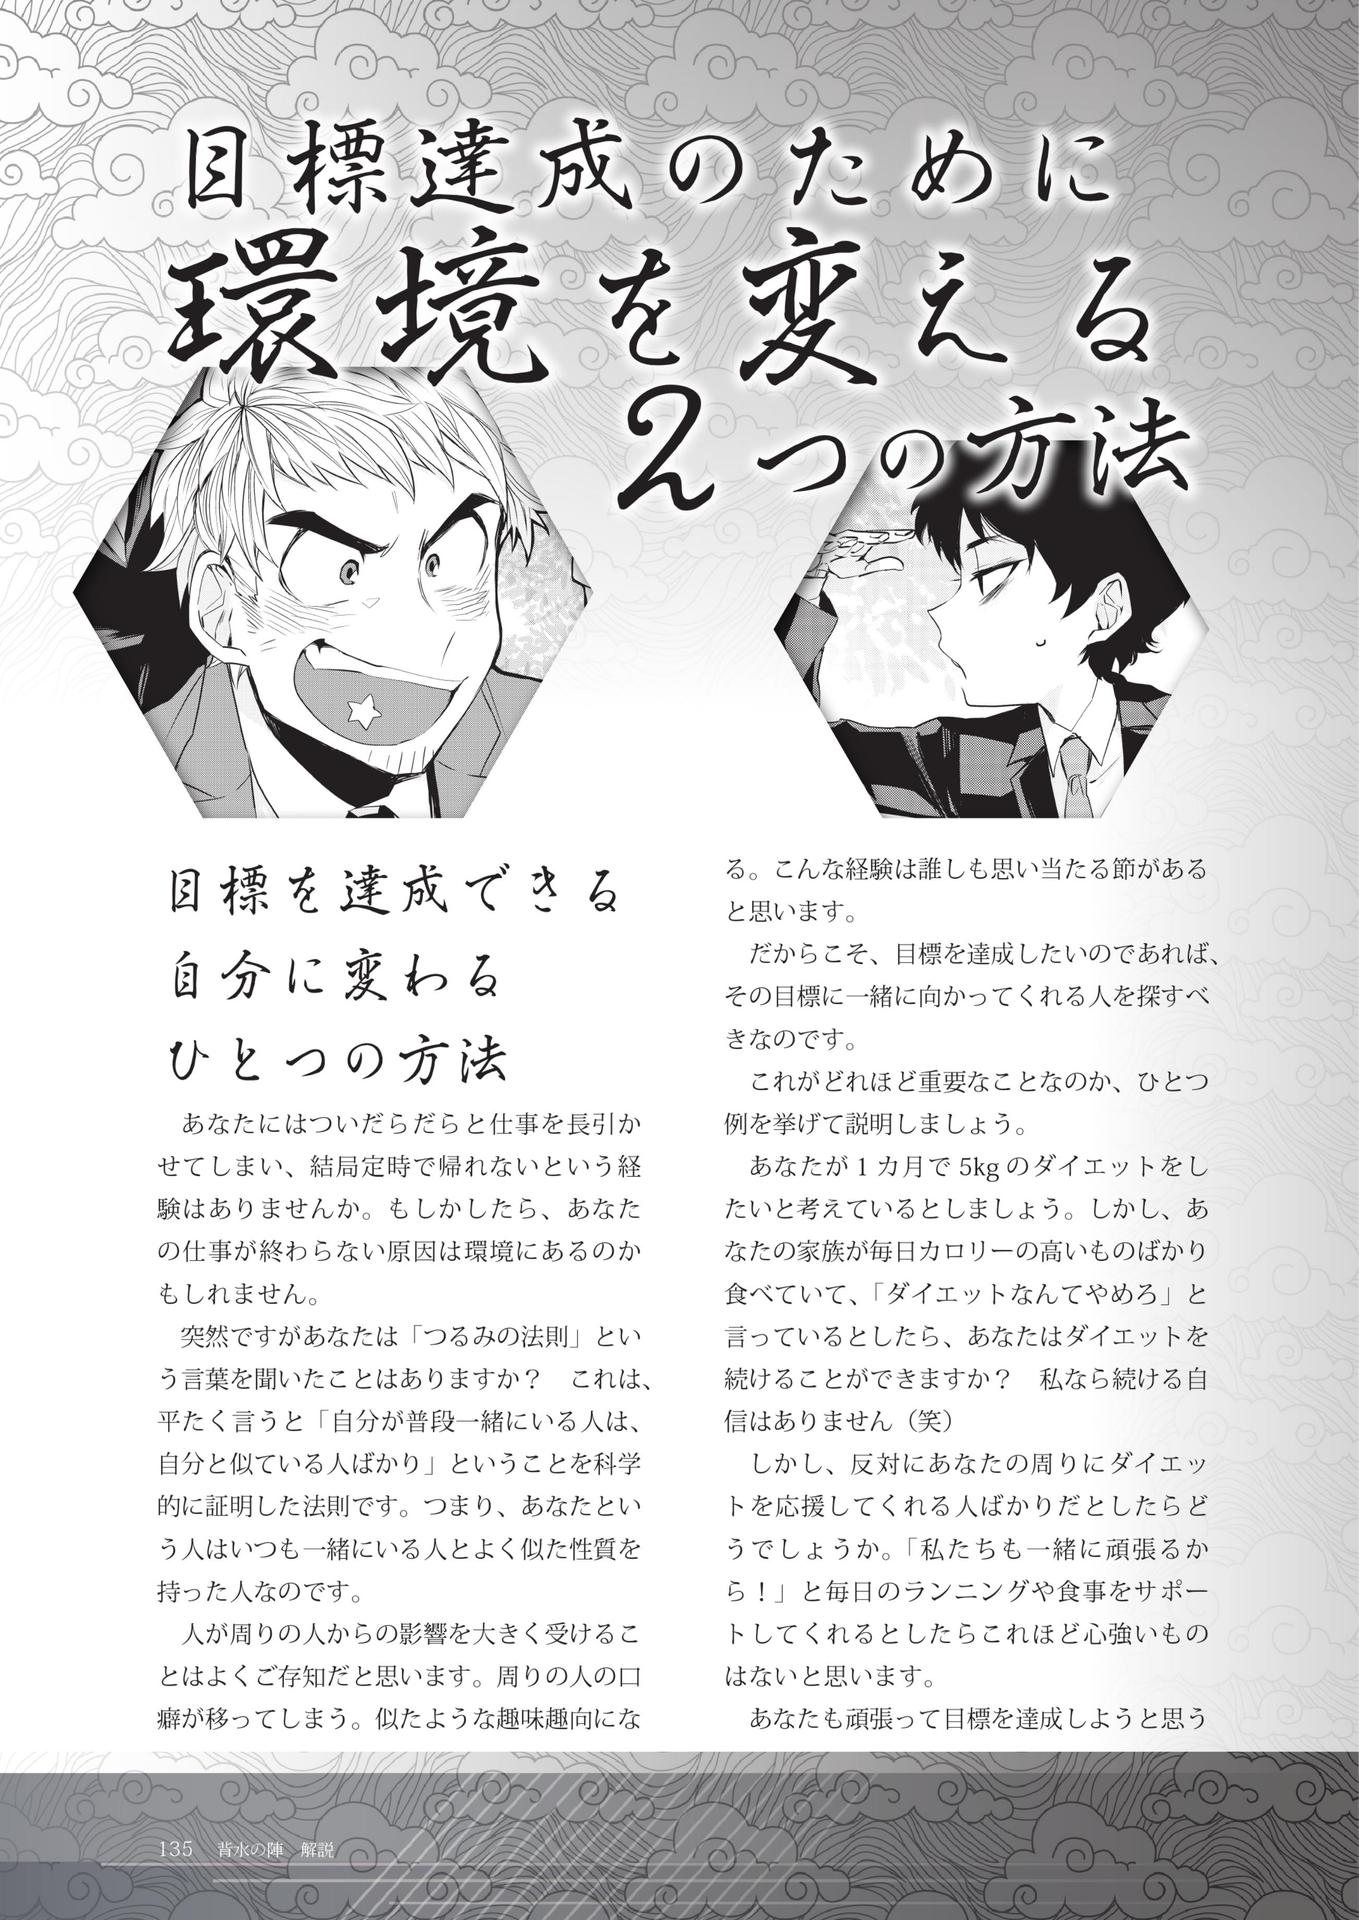 目標達成のために
環境を変える
2つの方法
目標を達成できる
自分に変わる
ひとつの方法
　あなたにはついだらだらと仕事を長引か
せてしまい、結局定時で帰れないという経
験はありませんか。もしかしたら、あなた
の仕事が終わらない原因は環境にあるのか
もしれません。
　突然ですがあなたは「つるみの法則」とい
う言葉を聞いたことはありますか？　これは、
平たく言うと「自分が普段一緒にいる人は、
自分と似ている人ばかり」ということを科学
的に証明した法則です。つまり、あなたとい
う人はいつも一緒にいる人とよく似た性質を
持った人なのです。
　人が周りの人からの影響を大きく受けるこ
とはよくご存知だと思います。周りの人の口
癖が移ってしまう。似たような趣味趣向にな
る。こんな経験は誰しも思い当たる節がある
と思います。
　だからこそ、目標を達成したいのであれば、
その目標に一緒に向かってくれる人を探すべ
きなのです。
　これがどれほど重要なことなのか、ひとつ
例を挙げて説明しましょう。
　あなたが 1 カ月で 5kg のダイエットをし
たいと考えているとしましょう。しかし、あ
なたの家族が毎日カロリーの高いものばかり
食べていて、「ダイエットなんてやめろ」と
言っているとしたら、あなたはダイエットを
続けることができますか？　私なら続ける自
信はありません（笑）
　しかし、反対にあなたの周りにダイエッ
トを応援してくれる人ばかりだとしたらど
うでしょうか。「私たちも一緒に頑張るか
ら！」と毎日のランニングや食事をサポー
トしてくれるとしたらこれほど心強いもの
はないと思います。
　あなたも頑張って目標を達成しようと思う
135　背水の陣　解説